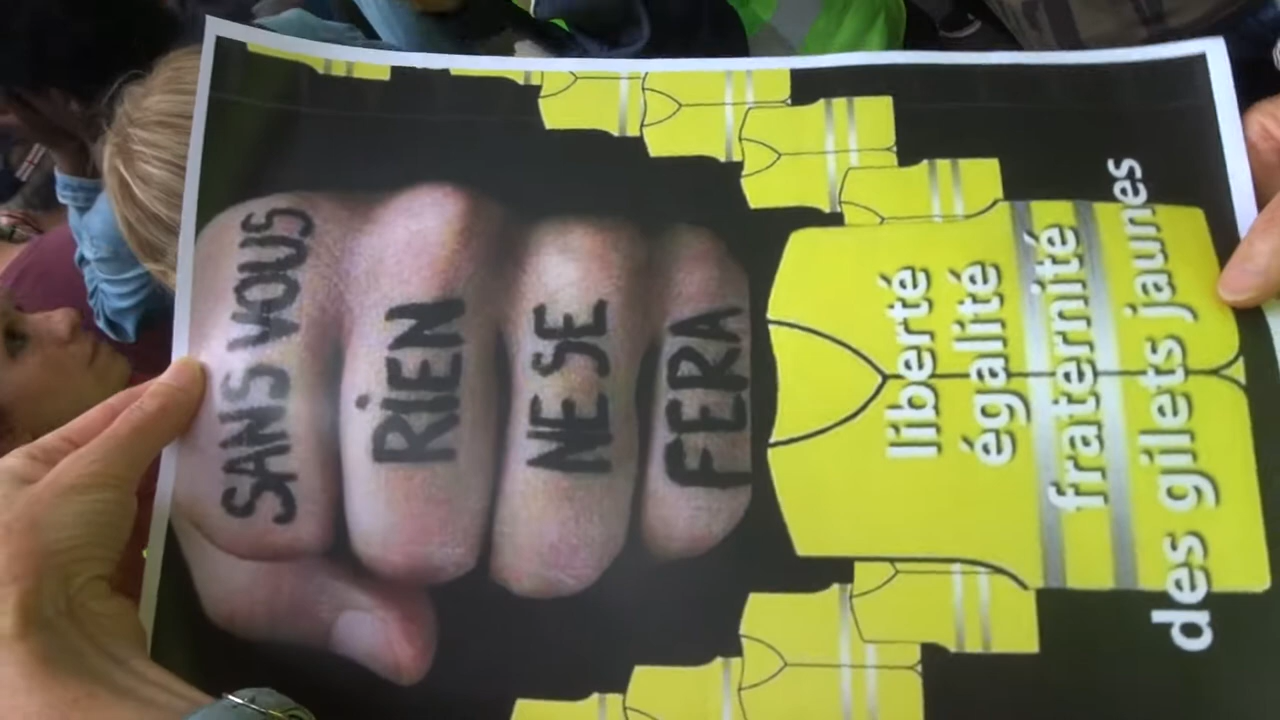 SANS VOUS
RIEN
NE SE
FERA
liberté
égalité
fraternité
des gilets jaunes